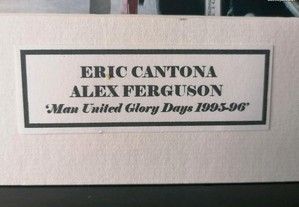 ERIC CANTONA
ALEX FERGUSON
‘Man United Glory Days 1995-96’